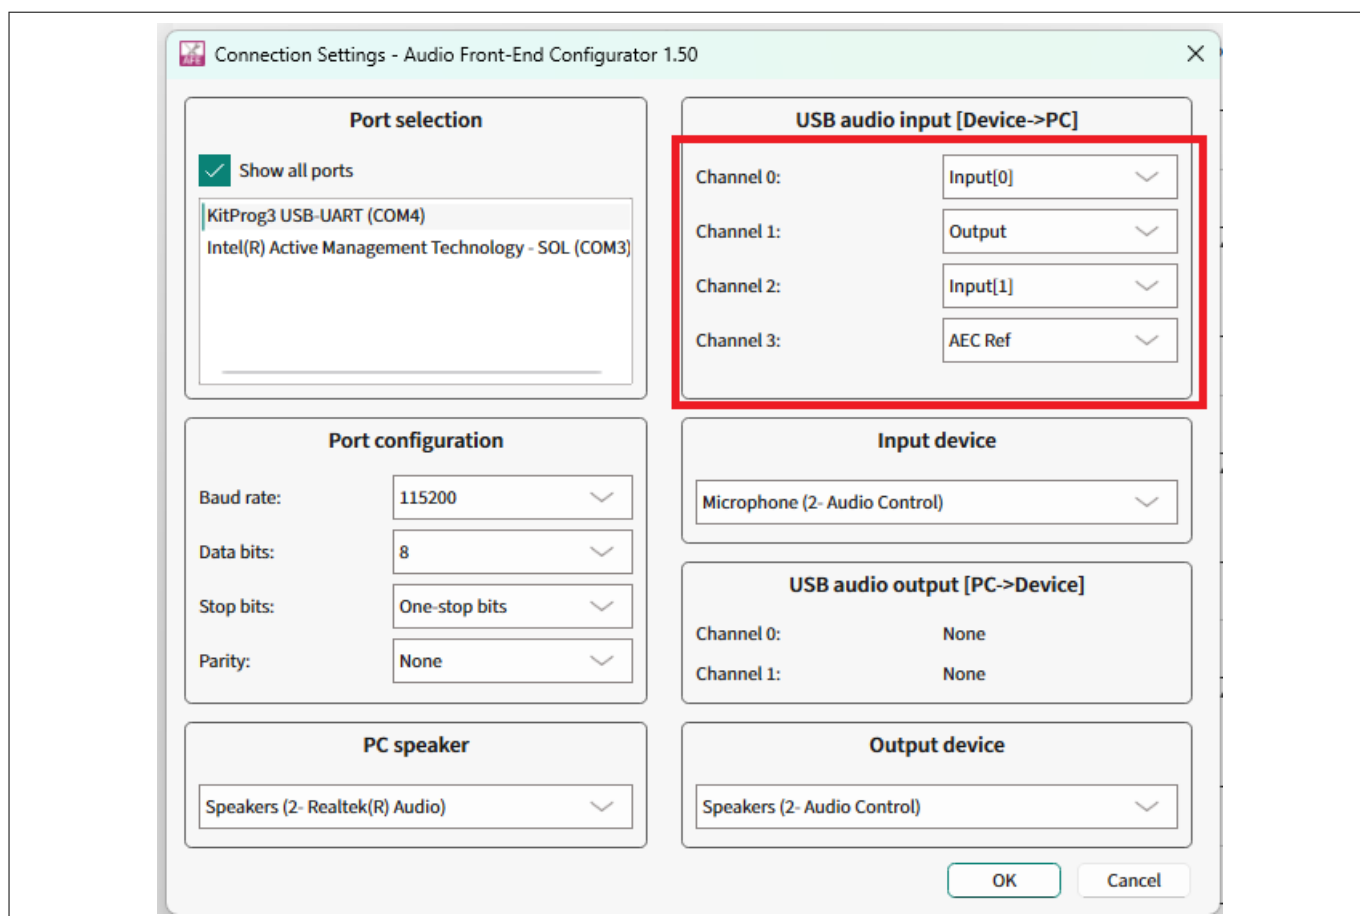 Connection Settings - Audio Front-End Configurator 1.50
Port selection
Show all ports
KitProg3 USB-UART (COM4)
Intel(R) Active Management Technology - SOL (COM3)
USB audio input [Device->PC]
Channel 0: Input[0]
Channel 1: Output
Channel 2: Input[1]
Channel 3: AEC Ref
Port configuration
Baud rate: 115200
Data bits: 8
Stop bits: One-stop bits
Parity: None
Input device
Microphone (2- Audio Control)
USB audio output [PC->Device]
Channel 0: None
Channel 1: None
PC speaker
Speakers (2- Realtek(R) Audio)
Output device
Speakers (2- Audio Control)
OK
Cancel